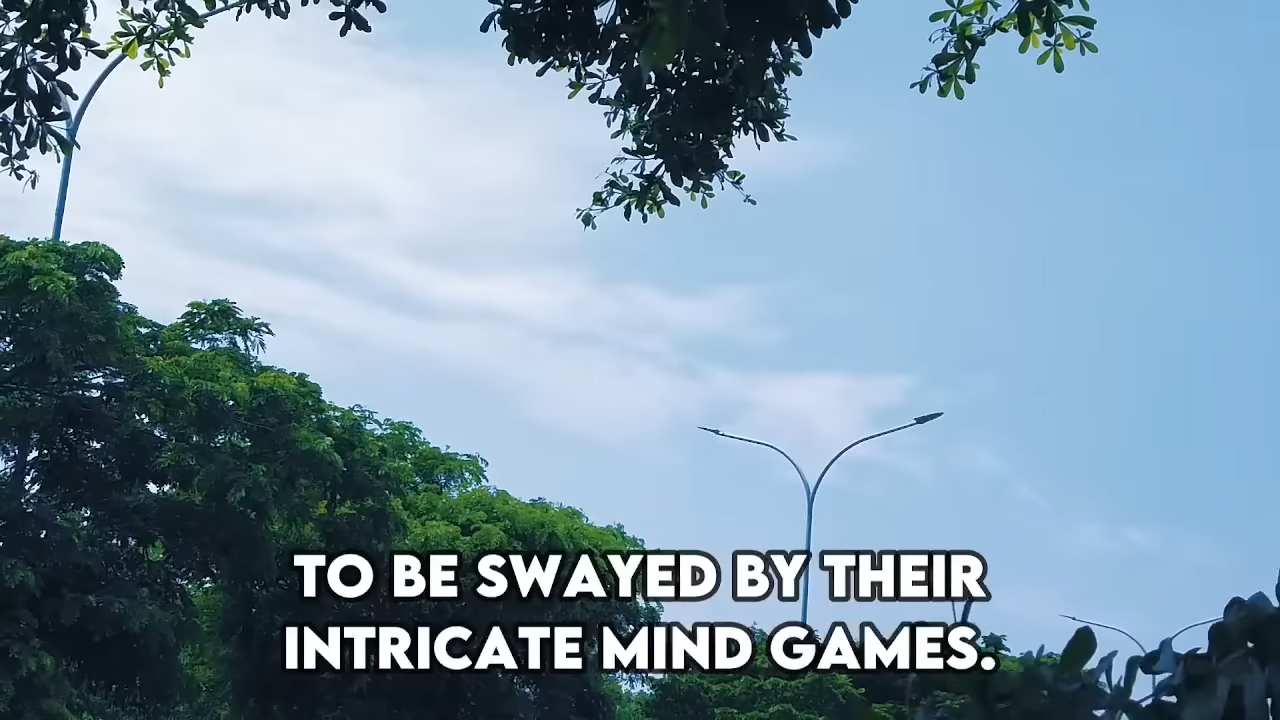 TO BE SWAYED BY THEIR
INTRICATE MIND GAMES.